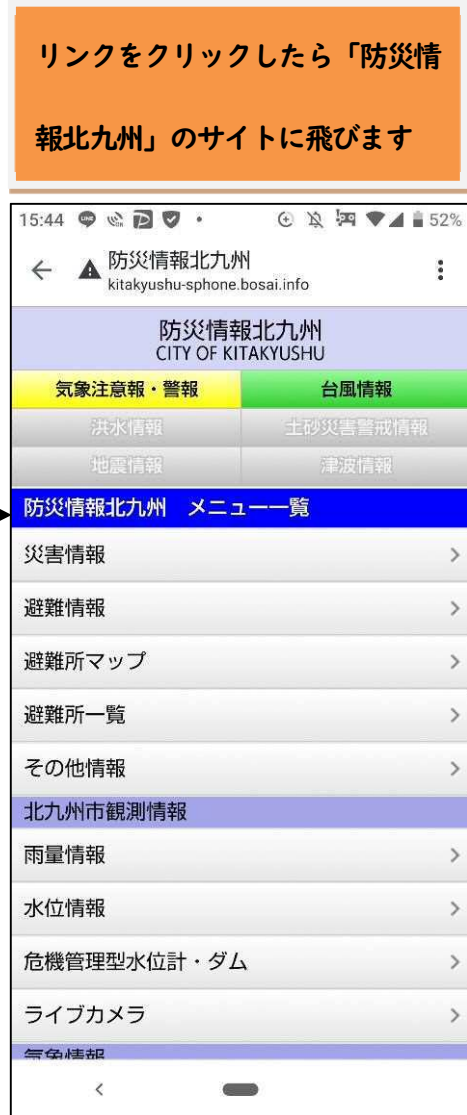 リンクをクリックしたら「防災情
報北九州」のサイトに飛びます
15:44 52%
防災情報北九州
kitakyushu-sphone.bosai.info
防災情報北九州
CITY OF KITAKYUSHU
気象注意報・警報 台風情報
洪水情報 土砂災害警戒情報
地震情報 津波情報
防災情報北九州 メニュー一覧
災害情報
避難情報
避難所マップ
避難所一覧
その他情報
北九州市観測情報
雨量情報
水位情報
危機管理型水位計・ダム
ライブカメラ
気象情報